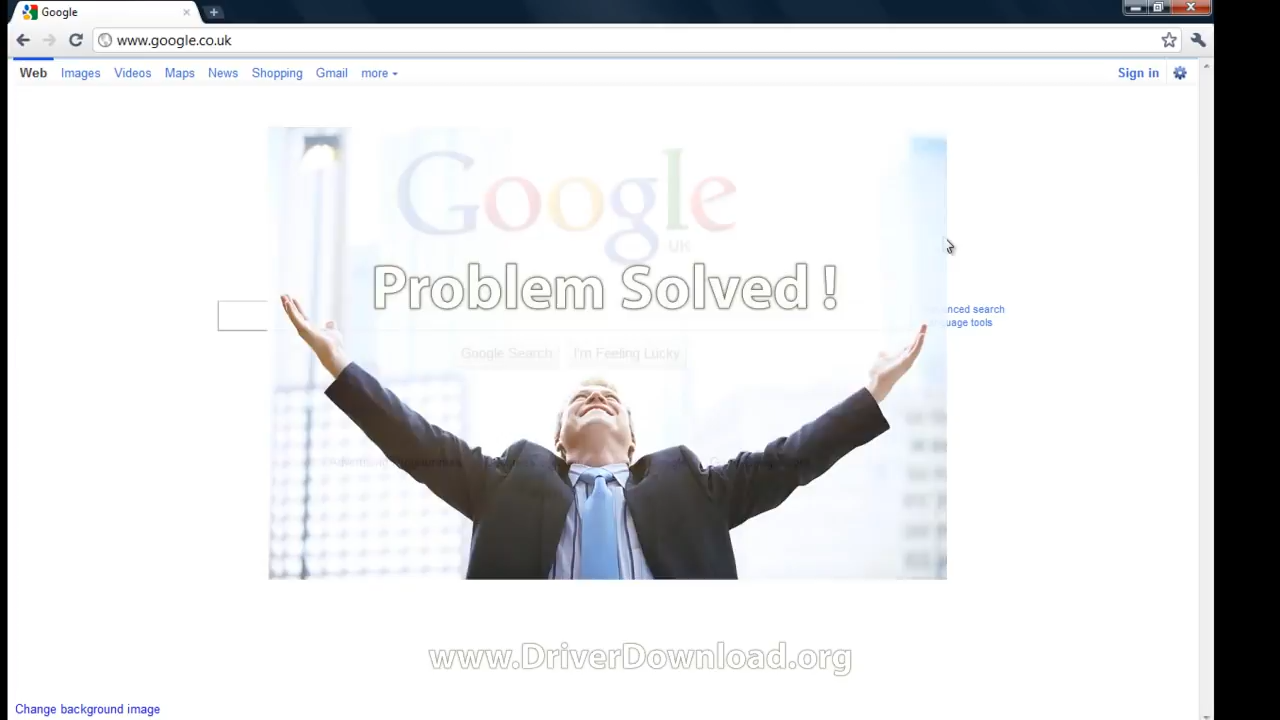 Google
www.google.co.uk
Web Images Videos Maps News Shopping Gmail more
Sign in
Google
UK
Problem Solved !
nced search
uage tools
Google Search I'm Feeling Lucky
www.DriverDownload.org
Change background image